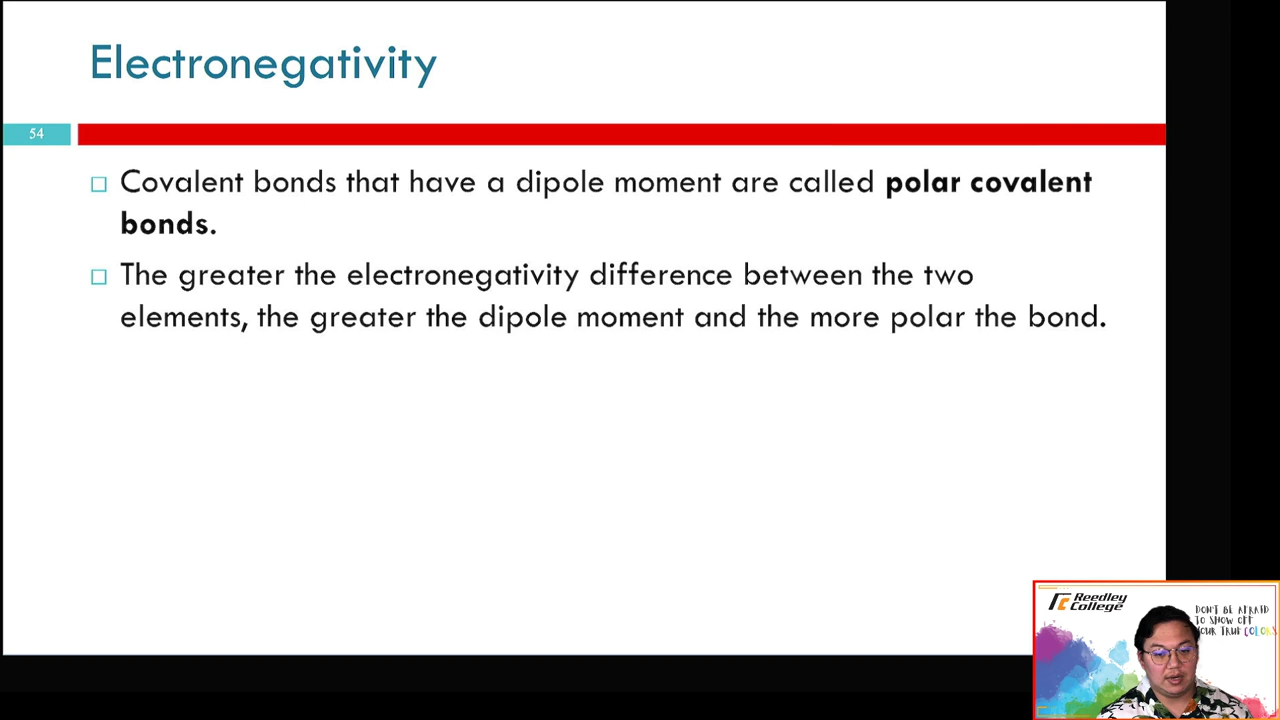 Electronegativity
54
Covalent bonds that have a dipole moment are called polar covalent
bonds.
The greater the electronegativity difference between the two
elements, the greater the dipole moment and the more polar the bond.
Reedley
College
DON'T BE AFRAID
TO SHOW OFF
YOUR TRUE COLORS